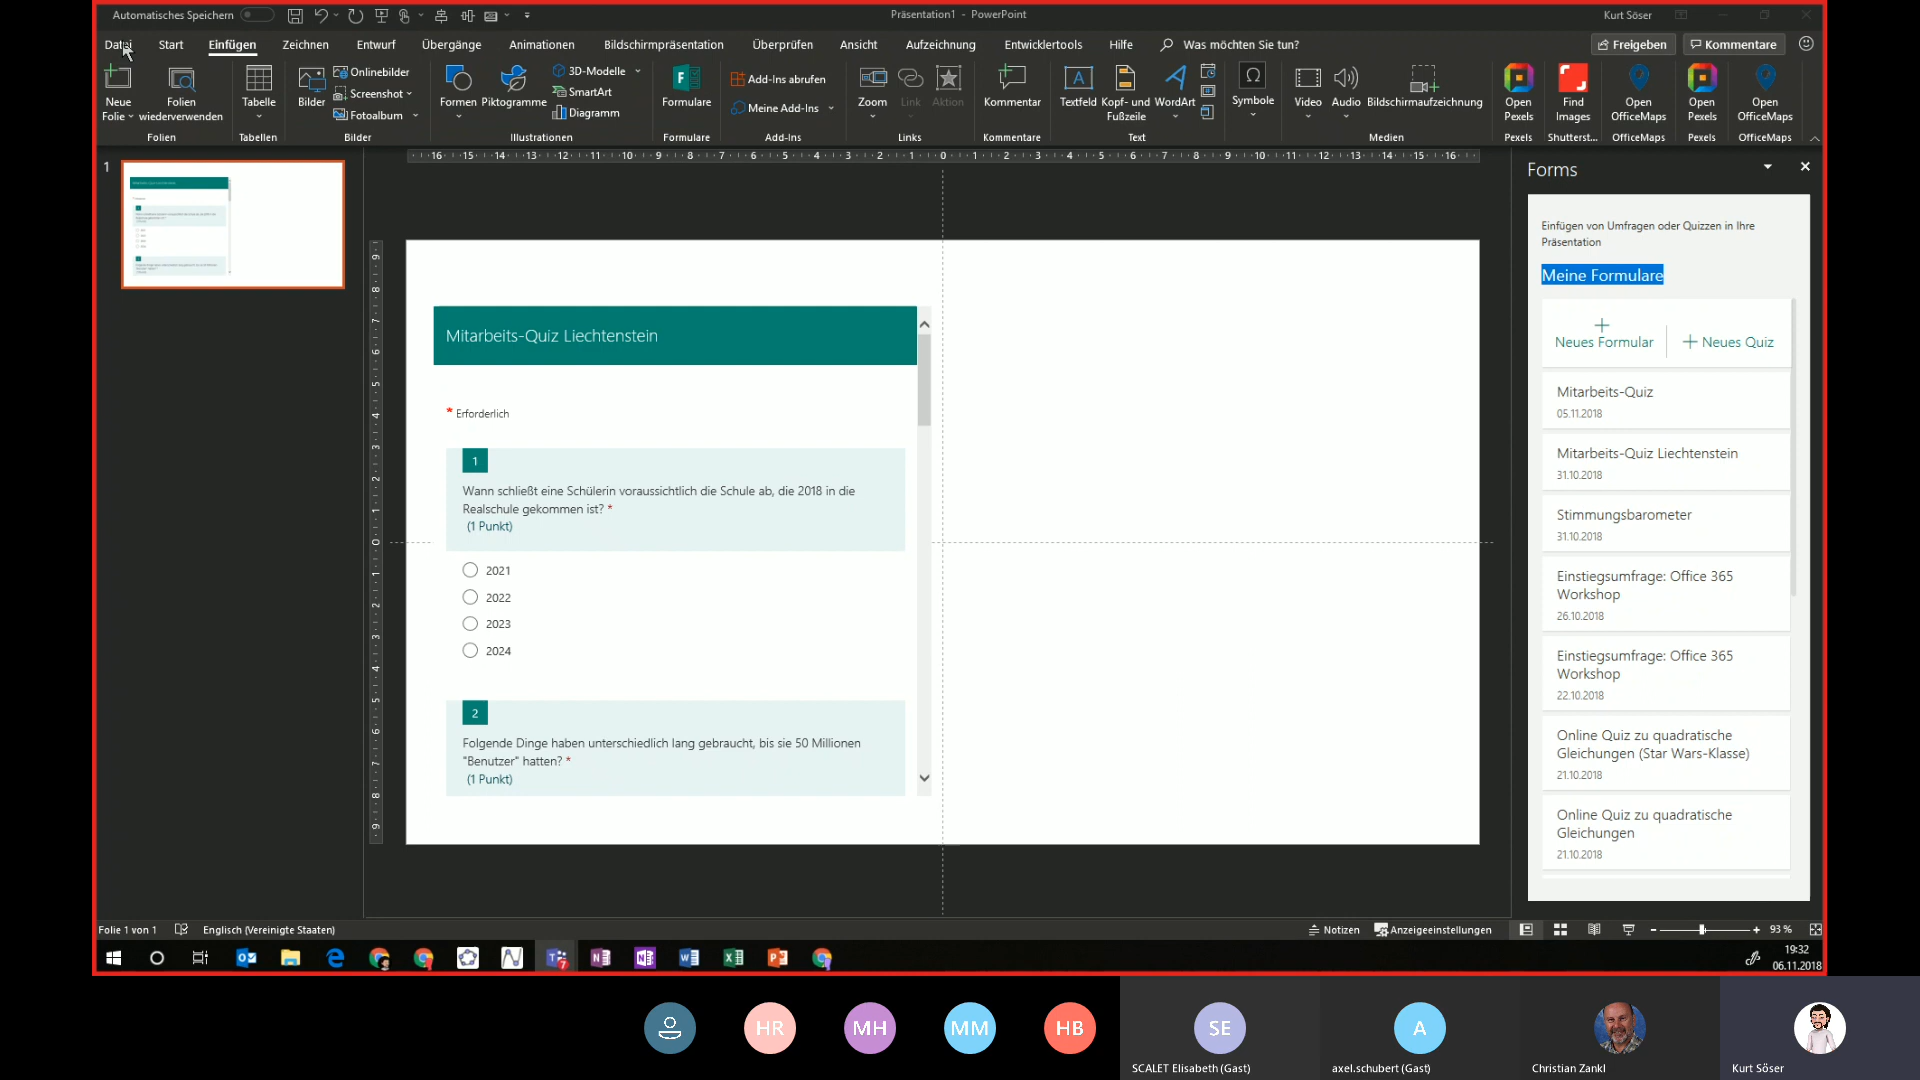 Automatisches Speichern
Präsentation1 - PowerPoint
Kurt Söser
Datei Start Einfügen Zeichnen Entwurf Übergänge Animationen Bildschirmpräsentation Überprüfen Ansicht Aufzeichnung Entwicklertools Hilfe Was möchten Sie tun? Freigeben Kommentare
Neue Folie
Folien wiederverwenden
Folien
Tabelle
Tabellen
Bilder
Onlinebilder
Screenshot
Fotoalbum
Bilder
Formen
Piktogramme
3D-Modelle
SmartArt
Diagramm
Illustrationen
Formulare
Formulare
Add-Ins abrufen
Meine Add-Ins
Add-Ins
Zoom
Link
Aktion
Links
Kommentar
Kommentare
Textfeld
Kopf- und Fußzeile
WordArt
Text
Symbole
Video
Audio
Bildschirmaufzeichnung
Medien
Open Pexels
Pexels
Find Images
Shutterst...
Open OfficeMaps
OfficeMaps
Open Pexels
Pexels
Open OfficeMaps
OfficeMaps
1
Mitarbeits-Quiz Liechtenstein
* Erforderlich
1
Wann schließt eine Schülerin voraussichtlich die Schule ab, die 2018 in die
Realschule gekommen ist? *
(1 Punkt)
2021
2022
2023
2024
2
Folgende Dinge haben unterschiedlich lang gebraucht, bis sie 50 Millionen
"Benutzer" hatten? *
(1 Punkt)
Forms
Einfügen von Umfragen oder Quizzen in Ihre
Präsentation
Meine Formulare
Neues Formular
Neues Quiz
Mitarbeits-Quiz
05.11.2018
Mitarbeits-Quiz Liechtenstein
31.10.2018
Stimmungsbarometer
31.10.2018
Einstiegsumfrage: Office 365
Workshop
26.10.2018
Einstiegsumfrage: Office 365
Workshop
22.10.2018
Online Quiz zu quadratische
Gleichungen (Star Wars-Klasse)
21.10.2018
Online Quiz zu quadratische
Gleichungen
21.10.2018
Folie 1 von 1
Englisch (Vereinigte Staaten)
Notizen
Anzeigeeinstellungen
93 %
19:32
06.11.2018
HR
MH
MM
HB
SE
A
SCALET Elisabeth (Gast)
axel.schubert (Gast)
Christian Zankl
Kurt Söser